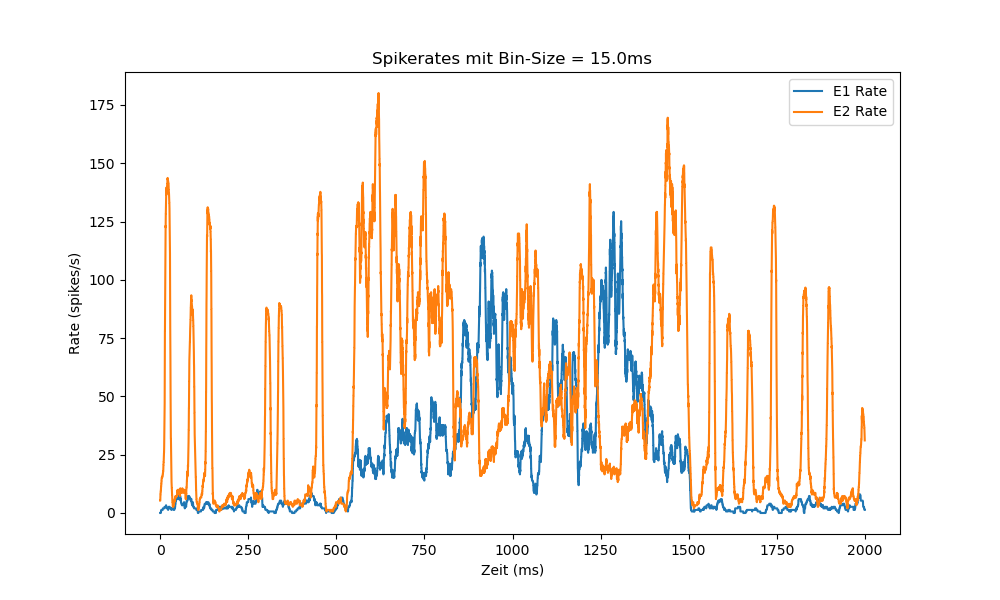 Spikerates mit Bin-Size = 15.0ms
E1 Rate
E2 Rate
175
150
125
100
75
50
25
0
Rate (spikes/s)
0 250 500 750 1000 1250 1500 1750 2000
Zeit (ms)